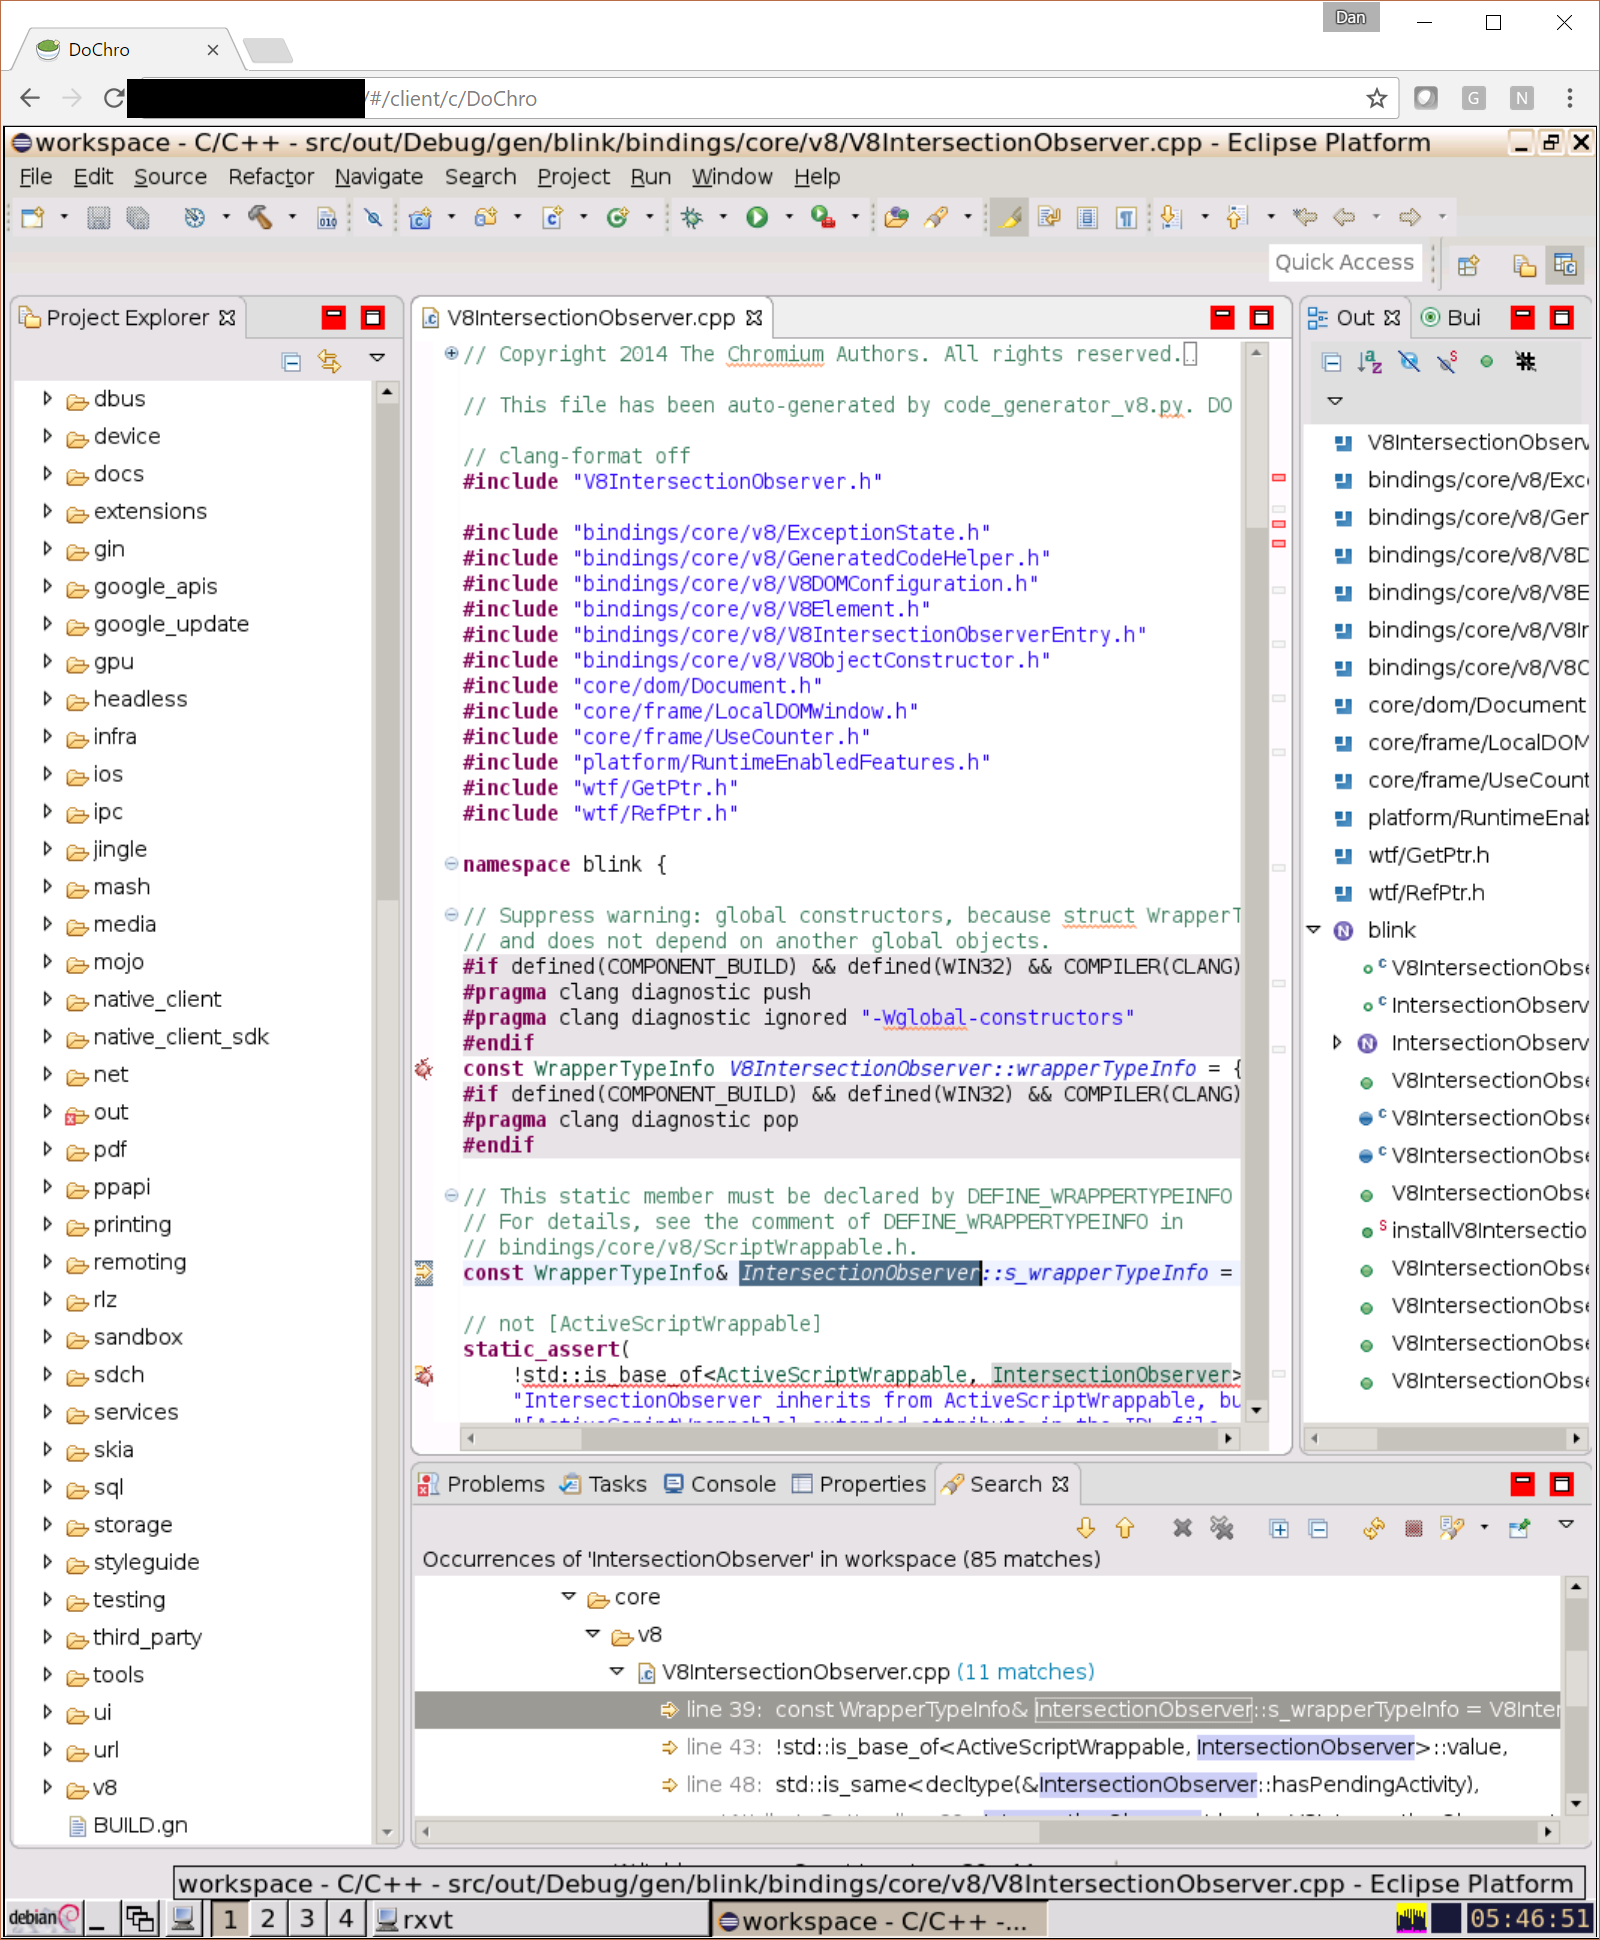 Dan
DoChro
/#/client/c/DoChro
G
N
workspace - C/C++ - src/out/Debug/gen/blink/bindings/core/v8/V8IntersectionObserver.cpp - Eclipse Platform
File Edit Source Refactor Navigate Search Project Run Window Help
Quick Access
Project Explorer
dbus
device
docs
extensions
gin
google_apis
google_update
gpu
headless
infra
ios
ipc
jingle
mash
media
mojo
native_client
native_client_sdk
net
out
pdf
ppapi
printing
remoting
rlz
sandbox
sdch
services
skia
sql
storage
styleguide
testing
third_party
tools
ui
url
v8
BUILD.gn
V8IntersectionObserver.cpp
// Copyright 2014 The Chromium Authors. All rights reserved.
// This file has been auto-generated by code_generator_v8.py. DO
// clang-format off
#include "V8IntersectionObserver.h"
#include "bindings/core/v8/ExceptionState.h"
#include "bindings/core/v8/GeneratedCodeHelper.h"
#include "bindings/core/v8/V8DOMConfiguration.h"
#include "bindings/core/v8/V8Element.h"
#include "bindings/core/v8/V8IntersectionObserverEntry.h"
#include "bindings/core/v8/V8ObjectConstructor.h"
#include "core/dom/Document.h"
#include "core/frame/LocalDOMWindow.h"
#include "core/frame/UseCounter.h"
#include "platform/RuntimeEnabledFeatures.h"
#include "wtf/GetPtr.h"
#include "wtf/RefPtr.h"
namespace blink {
// Suppress warning: global constructors, because struct WrapperT
// and does not depend on another global objects.
#if defined(COMPONENT_BUILD) && defined(WIN32) && COMPILER(CLANG)
#pragma clang diagnostic push
#pragma clang diagnostic ignored "-Wglobal-constructors"
#endif
const WrapperTypeInfo V8IntersectionObserver::wrapperTypeInfo = {
#if defined(COMPONENT_BUILD) && defined(WIN32) && COMPILER(CLANG)
#pragma clang diagnostic pop
#endif
// This static member must be declared by DEFINE_WRAPPERTYPEINFO
// For details, see the comment of DEFINE_WRAPPERTYPEINFO in
// bindings/core/v8/ScriptWrappable.h.
const WrapperTypeInfo& IntersectionObserver::s_wrapperTypeInfo =
// not [ActiveScriptWrappable]
static_assert(
!std::is_base_of<ActiveScriptWrappable, IntersectionObserver>
"IntersectionObserver inherits from ActiveScriptWrappable, bu
Out Bui
V8IntersectionObserv
bindings/core/v8/Exc
bindings/core/v8/Ger
bindings/core/v8/V8D
bindings/core/v8/V8E
bindings/core/v8/V8Ir
bindings/core/v8/V8C
core/dom/Document
core/frame/LocalDOM
core/frame/UseCount
platform/RuntimeEnal
wtf/GetPtr.h
wtf/RefPtr.h
blink
V8IntersectionObse
IntersectionObserv
IntersectionObserv
V8IntersectionObse
V8IntersectionObse
V8IntersectionObse
V8IntersectionObse
installV8Intersectio
V8IntersectionObse
V8IntersectionObse
V8IntersectionObse
V8IntersectionObse
Problems Tasks Console Properties Search
Occurrences of 'IntersectionObserver' in workspace (85 matches)
core
v8
V8IntersectionObserver.cpp (11 matches)
line 39: const WrapperTypeInfo& IntersectionObserver::s_wrapperTypeInfo = V8Inter
line 43: !std::is_base_of<ActiveScriptWrappable, IntersectionObserver>::value,
line 48: std::is_same<decltype(&IntersectionObserver::hasPendingActivity),
workspace - C/C++ - src/out/Debug/gen/blink/bindings/core/v8/V8IntersectionObserver.cpp - Eclipse Platform
debian 1 2 3 4 rxvt workspace - C/C++ -... 05:46:51